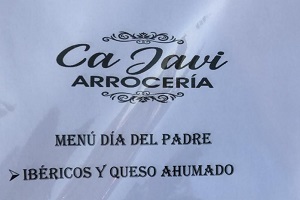 Ca Javi
ARROCERÍA
MENÚ DÍA DEL PADRE
➢ IBÉRICOS Y QUESO AHUMADO